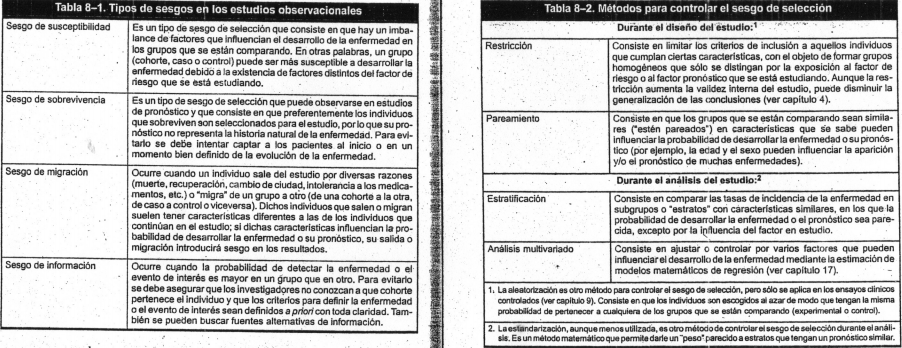 Tabla 8–1. Tipos de sesgos en los estudios observacionales
Sesgo de susceptibilidad
Es un tipo de sesgo de selección que consiste en que hay un imba-
lance de factores que influencian el desarrollo de la enfermedad en
los grupos que se están comparando. En otras palabras, un grupo
(cohorte, caso o control) puede ser más susceptible a desarrollar la
enfermedad debido a la existencia de factores distintos del factor de
riesgo que se está estudiando.
Sesgo de sobrevivencia
Es un tipo de sesgo de selección que puede observarse en estudios
de pronóstico y que consiste en que preferentemente los individuos
que sobreviven son seleccionados para el estudio, por lo que su pro-
nóstico no representa la historia natural de la enfermedad. Para evi-
tarlo se debe intentar captar a los pacientes al inicio o en un
momento bien definido de la evolución de la enfermedad.
Sesgo de migración
Ocurre cuando un individuo sale del estudio por diversas razones
(muerte, recuperación, cambio de ciudad, intolerancia a los medica-
mentos, etc.) o "migra" de un grupo a otro (de una cohorte a la otra,
de caso a control o viceversa). Dichos individuos que salen o migran
suelen tener características diferentes a las de los individuos que
continúan en el estudio; si dichas características influencian la pro-
babilidad de desarrollar la enfermedad o su pronóstico, su salida o
migración introducirá sesgo en los resultados.
Sesgo de información
Ocurre cuando la probabilidad de detectar la enfermedad o el
evento de interés es mayor en un grupo que en otro. Para evitarlo
se debe asegurar que los investigadores no conozcan a que cohorte
pertenece el individuo y que los criterios para definir la enfermedad
o el evento de interés sean definidos a priori con toda claridad. Tam-
bién se pueden buscar fuentes alternativas de información.
Tabla 8–2. Métodos para controlar el sesgo de selección
Durante el diseño del estudio:1
Restricción
Consiste en limitar los criterios de inclusión a aquellos individuos
que cumplan ciertas características, con el objeto de formar grupos
homogéneos que sólo se distingan por la exposición al factor de
riesgo o al factor pronóstico que se está estudiando. Aunque la res-
tricción aumenta la validez interna del estudio, puede disminuir la
generalización de las conclusiones (ver capítulo 4).
Pareamiento
Consiste en que los grupos que se están comparando sean simila-
res ("estén pareados") en características que se sabe pueden
influenciar la probabilidad de desarrollar la enfermedad o su pronós-
tico (por ejemplo, la edad y el sexo pueden influenciar la aparición
y/o el pronóstico de muchas enfermedades).
Durante el análisis del estudio:2
Estratificación
Consiste en comparar las tasas de incidencia de la enfermedad en
subgrupos o "estratos" con características similares, en los que la
probabilidad de desarrollar la enfermedad o el pronóstico sea pare-
cida, excepto por la influencia del factor en estudio.
Análisis multivariado
Consiste en ajustar o controlar por varios factores que pueden
influenciar el desarrollo de la enfermedad mediante la estimación de
modelos matemáticos de regresión (ver capítulo 17).
1. La aleatorización es otro método para controlar el sesgo de selección, pero sólo se aplica en los ensayos clínicos
controlados (ver capítulo 9). Consiste en que los individuos son escogidos al azar de modo que tengan la misma
probabilidad de pertenecer a cualquiera de los grupos que se están comparando (experimental o control).
2. La estandarización, aunque menos utilizada, es otro método de controlar el sesgo de selección durante el análi-
sis. Es un método matemático que permite darle un "peso" parecido a estratos que tengan un pronóstico similar.